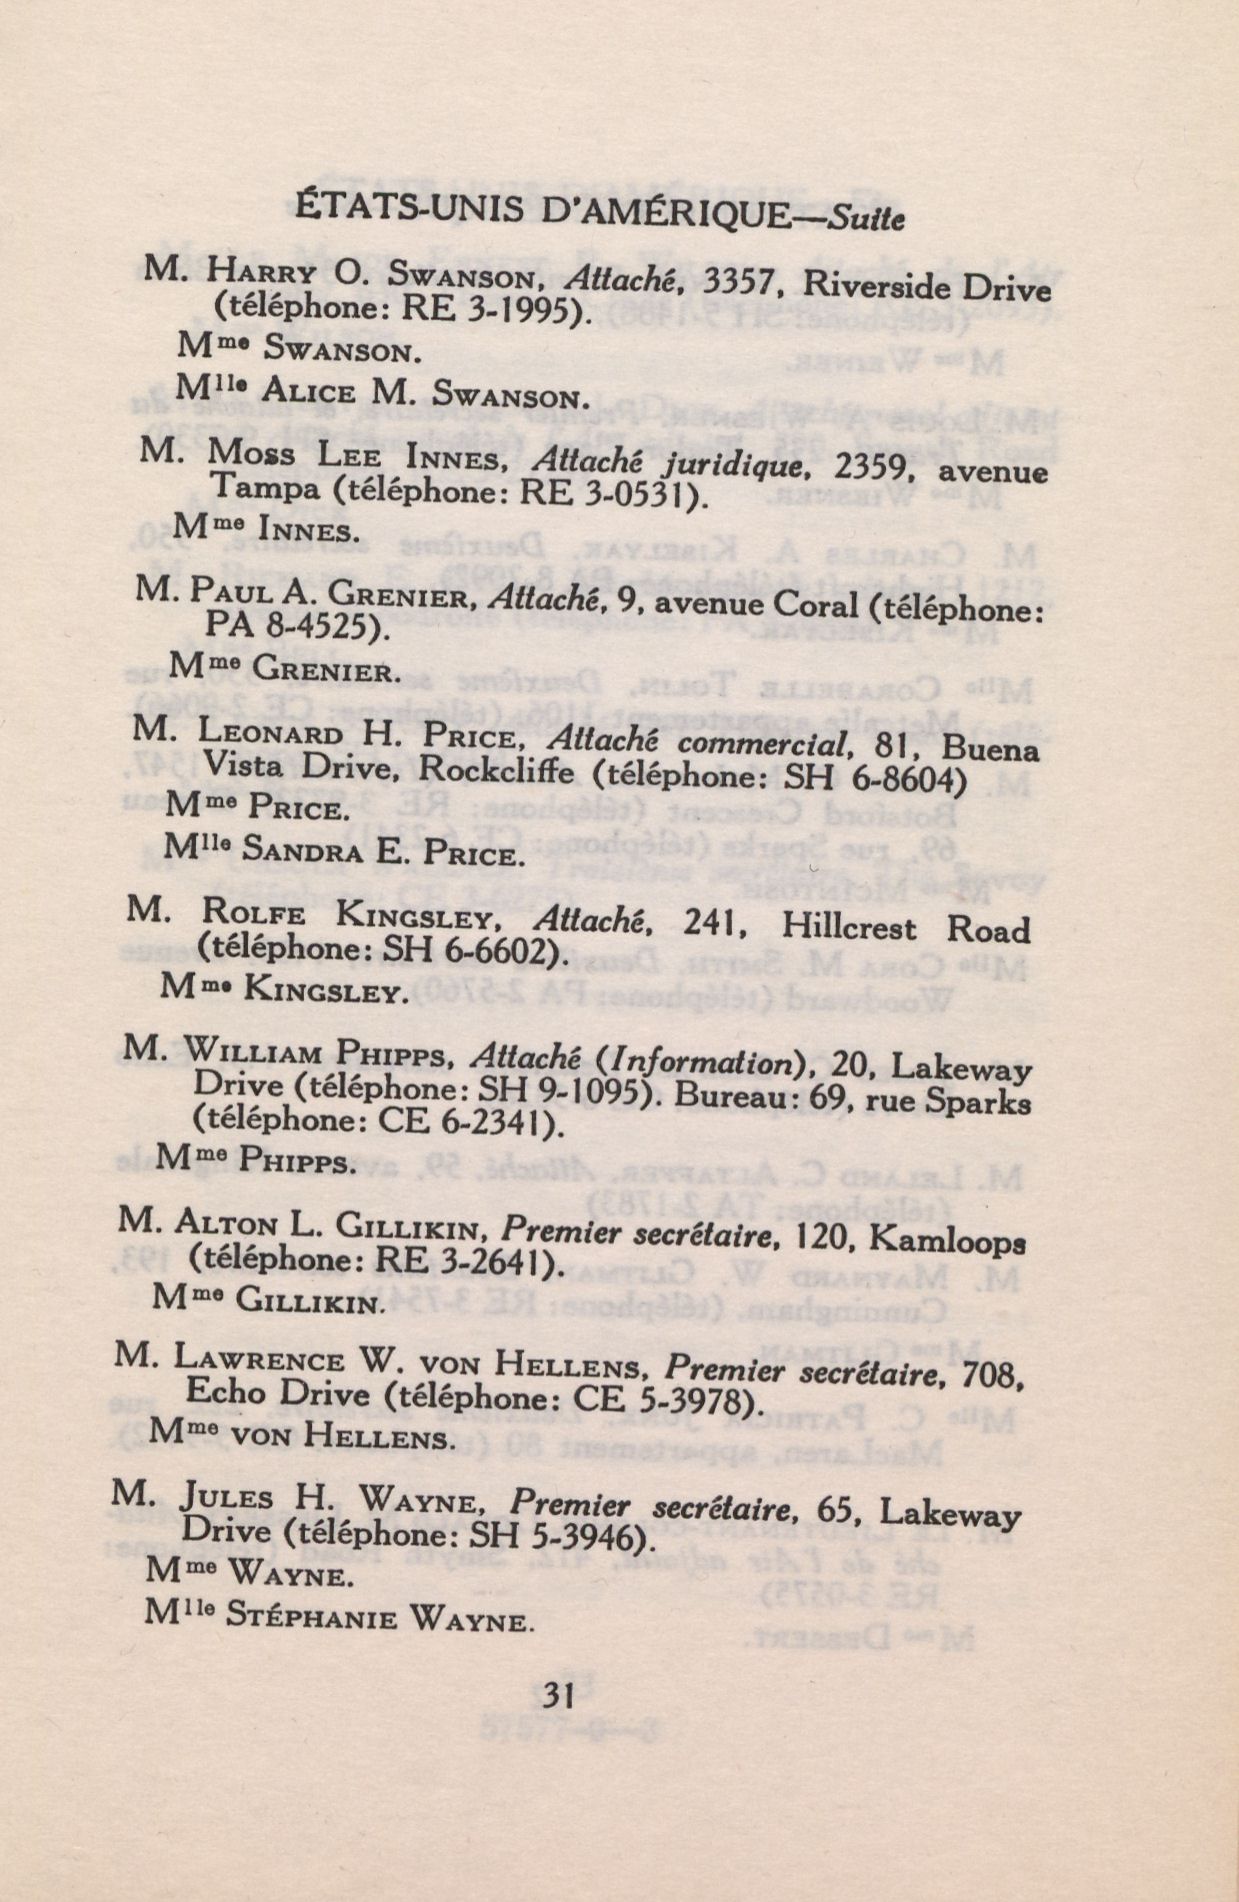 ÉTATS-UNIS D'AMÉRIQUE—Suite
M. HARRY O. SWANSON, Attaché, 3357, Riverside Drive
(téléphone: RE 3-1995).
Mme SWANSON.
Mlle ALICE M. SWANSON.
M. MOSS LEE INNES, Attaché juridique, 2359, avenue
Tampa (téléphone: RE 3-0531).
Mme INNES.
M. PAUL A. GRENIER, Attaché, 9, avenue Coral (téléphone:
PA 8-4525).
Mme GRENIER.
M. LEONARD H. PRICE, Attaché commercial, 81, Buena
Vista Drive, Rockcliffe (téléphone: SH 6-8604)
Mme PRICE.
Mlle SANDRA E. PRICE.
M. ROLFE KINGSLEY, Attaché, 241, Hillcrest Road
(téléphone: SH 6-6602).
Mme KINGSLEY.
M. WILLIAM PHIPPS, Attaché (Information), 20, Lakeway
Drive (téléphone: SH 9-1095). Bureau: 69, rue Sparks
(téléphone: CE 6-2341).
Mme PHIPPS.
M. ALTON L. GILLIKIN, Premier secrétaire, 120, Kamloops
(téléphone: RE 3-2641).
Mme GILLIKIN.
M. LAWRENCE W. VON HELLENS, Premier secrétaire, 708,
Echo Drive (téléphone: CE 5-3978).
Mme VON HELLENS.
M. JULES H. WAYNE, Premier secrétaire, 65, Lakeway
Drive (téléphone: SH 5-3946).
Mme WAYNE.
Mlle STÉPHANIE WAYNE.
31